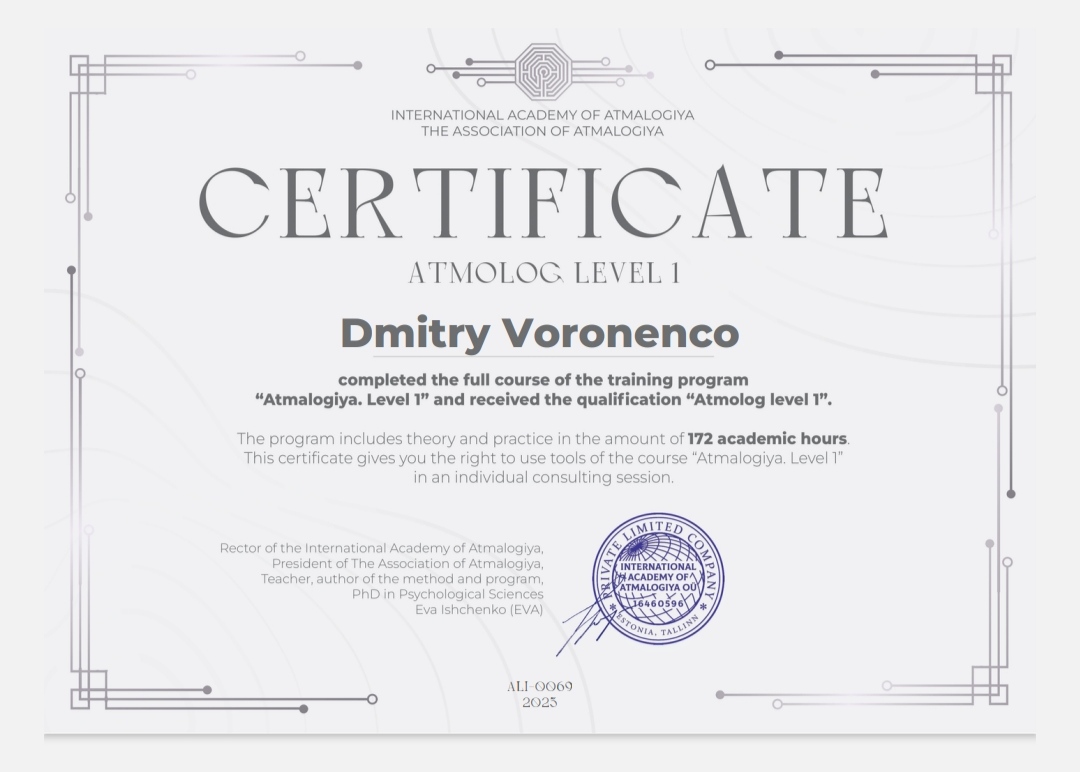 INTERNATIONAL ACADEMY OF ATMALOGIYA
THE ASSOCIATION OF ATMALOGIYA
CERTIFICATE
ATMOLOG LEVEL 1
Dmitry Voronenco
completed the full course of the training program
“Atmalogiya. Level 1” and received the qualification “Atmolog level 1”.
The program includes theory and practice in the amount of 172 academic hours.
This certificate gives you the right to use tools of the course “Atmalogiya. Level 1”
in an individual consulting session.
Rector of the International Academy of Atmalogiya,
President of The Association of Atmalogiya,
Teacher, author of the method and program,
PhD in Psychological Sciences
Eva Ishchenko (EVA)
PRIVATE LIMITED COMPANY
INTERNATIONAL
ACADEMY OF
ATMALOGIYA OÜ
16460596
* ESTONIA, TALLINN *
ALI-0069
2023